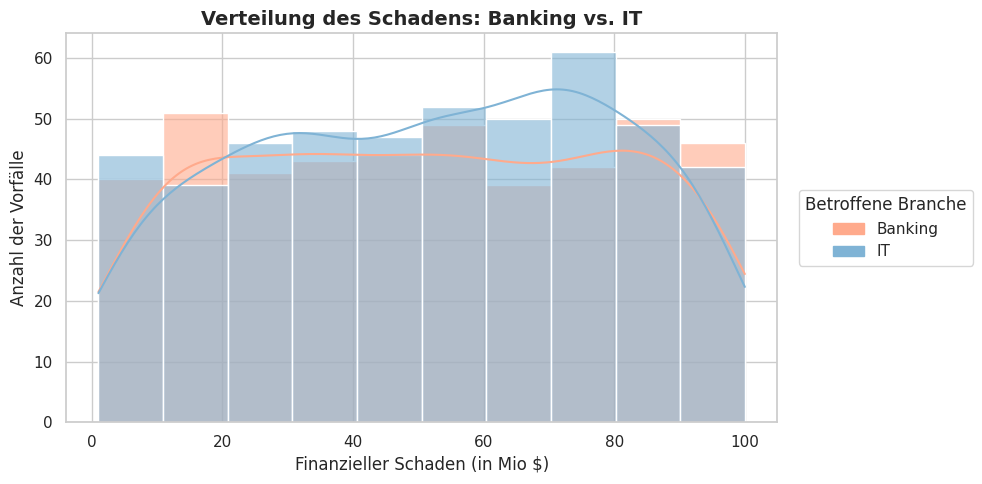 Verteilung des Schadens: Banking vs. IT
Anzahl der Vorfälle
60
50
40
30
20
10
0
0 20 40 60 80 100
Finanzieller Schaden (in Mio $)
Betroffene Branche
Banking
IT